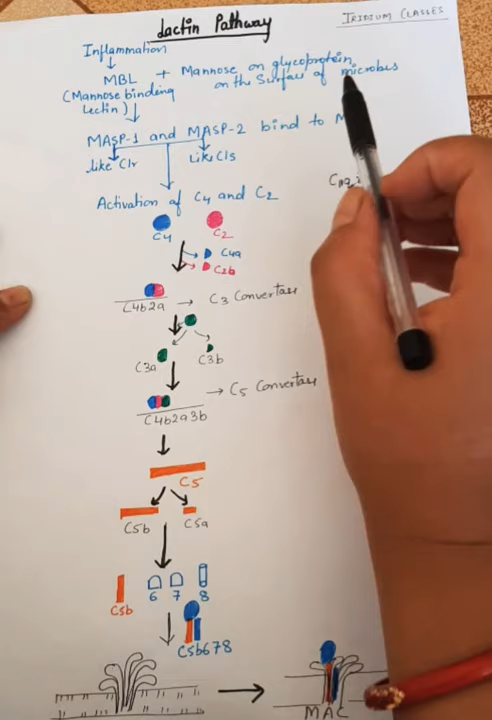 Lactin Pathway
IRIDIUM CLASSES
Inflammation
MBL + Mannose on glycoprotein
(Mannose binding on the Surface of microbes
Lectin)
MASP-1 and MASP-2 bind to M
like C1r
like C1s
Activation of C4 and C2
C4
C2
C4a
C2b
C4b2a → C3 Convertase
C3a
C3b
→ C5 Convertase
C4b2a3b
C5
C5b
C5a
C5b
6 7 8
C5b678
MAC